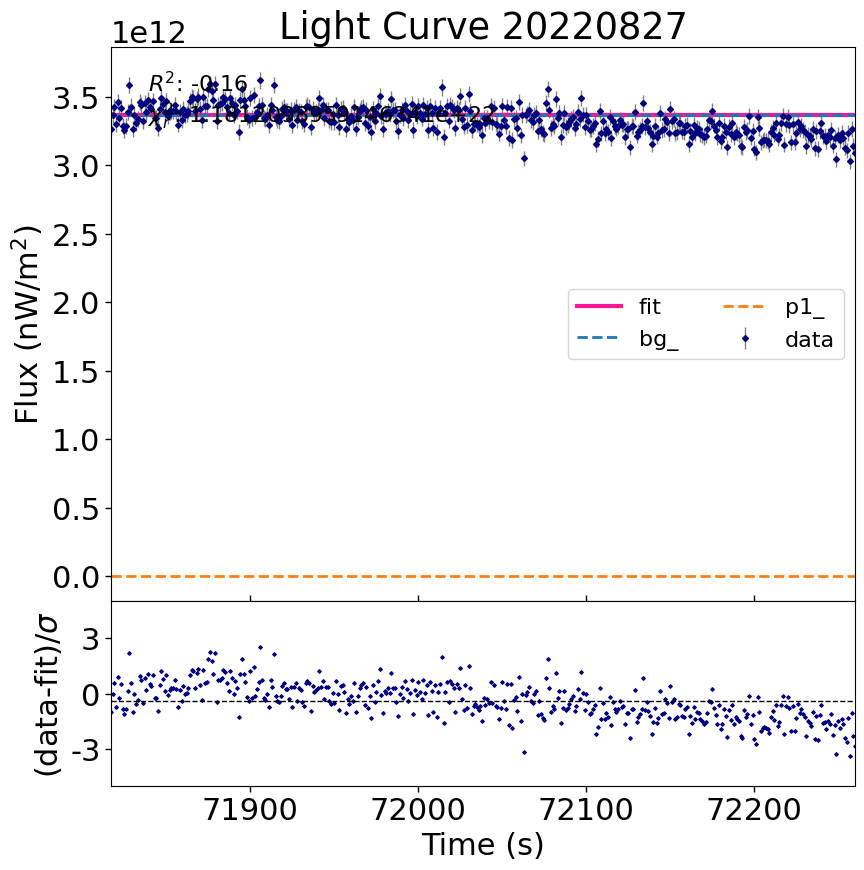 Light Curve 20220827
1e12
R²: -0.16
3.5
3.0
2.5
2.0
1.5
1.0
0.5
0.0
Flux (nW/m²)
fit
bg_
p1_
data
3
0
-3
(data-fit)/σ
71900 72000 72100 72200
Time (s)